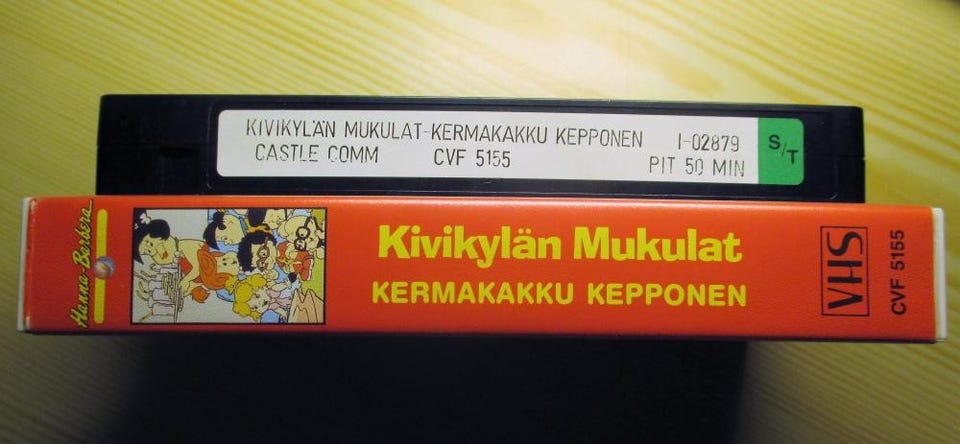 KIVIKYLÄN MUKULAT-KERMAKAKKU KEPPONEN I-02879
CASTLE COMM CVF 5155 PIT 50 MIN
S/T
Hanna-Barbera
Kivikylän Mukulat
KERMAKAKKU KEPPONEN
VHS
CVF 5155